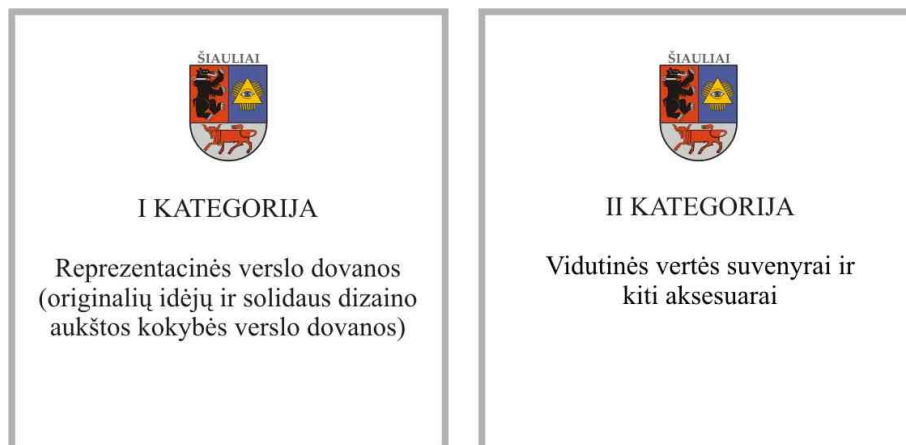 ŠIAULIAI
I KATEGORIJA
Reprezentacinės verslo dovanos
(originalių idėjų ir solidaus dizaino
aukštos kokybės verslo dovanos)
ŠIAULIAI
II KATEGORIJA
Vidutinės vertės suvenyrai ir
kiti aksesuarai